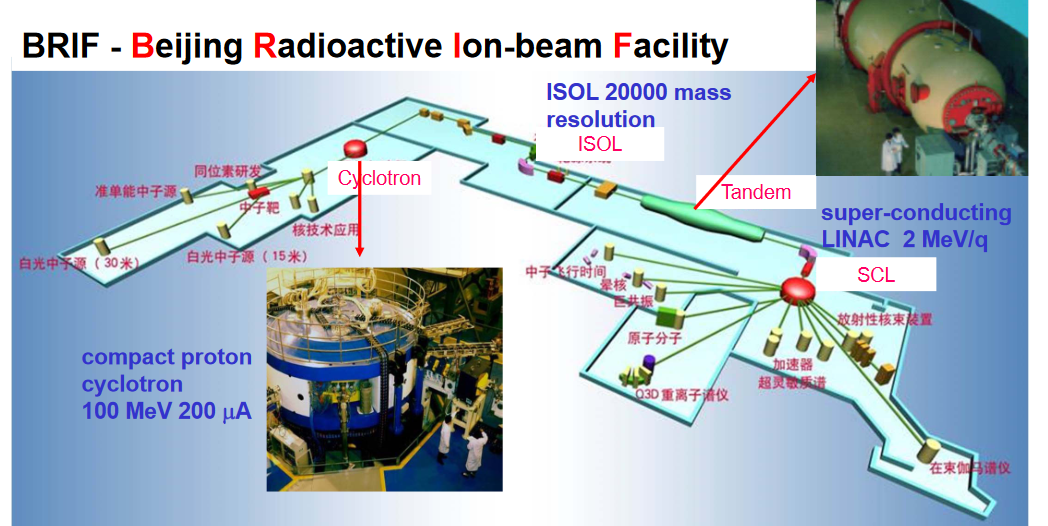 BRIF - Beijing Radioactive Ion-beam Facility
ISOL 20000 mass
resolution
ISOL
Cyclotron
Tandem
super-conducting
LINAC 2 MeV/q
SCL
同位素研发
准单能中子源
中子靶
核技术应用
白光中子源（30米）
白光中子源（15米）
中子飞行时间
晕核
巨共振
原子分子
Q3D重离子谱仪
放射性核束装置
加速器
超灵敏质谱
在束伽马谱仪
compact proton
cyclotron
100 MeV 200 μA